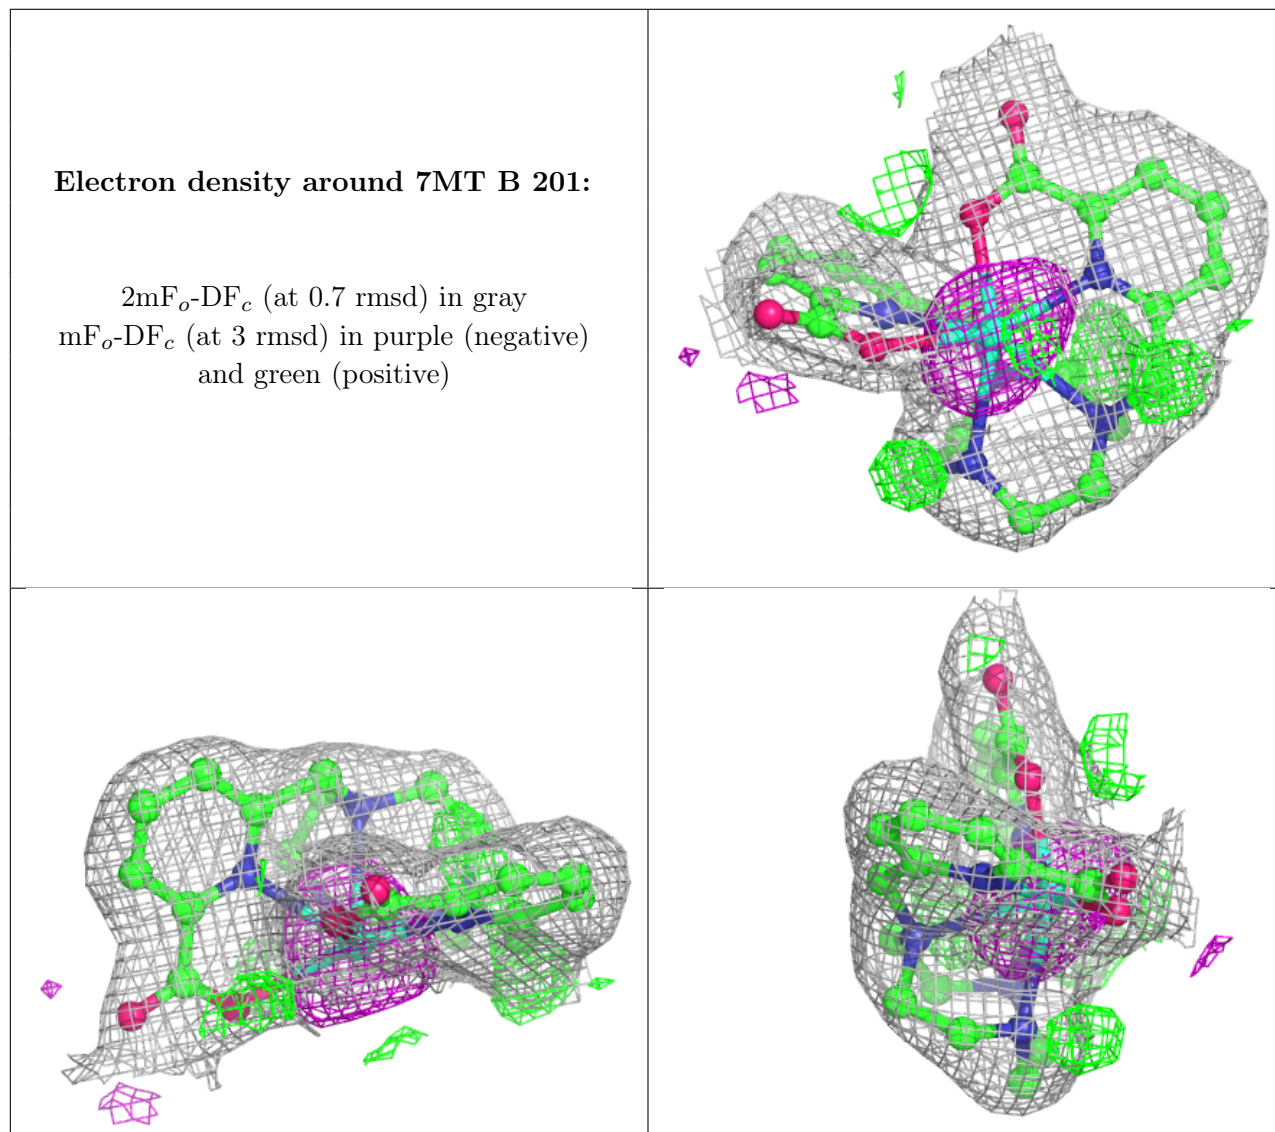 Electron density around 7MT B 201:
2mFo-DFc (at 0.7 rmsd) in gray
mFo-DFc (at 3 rmsd) in purple (negative)
and green (positive)